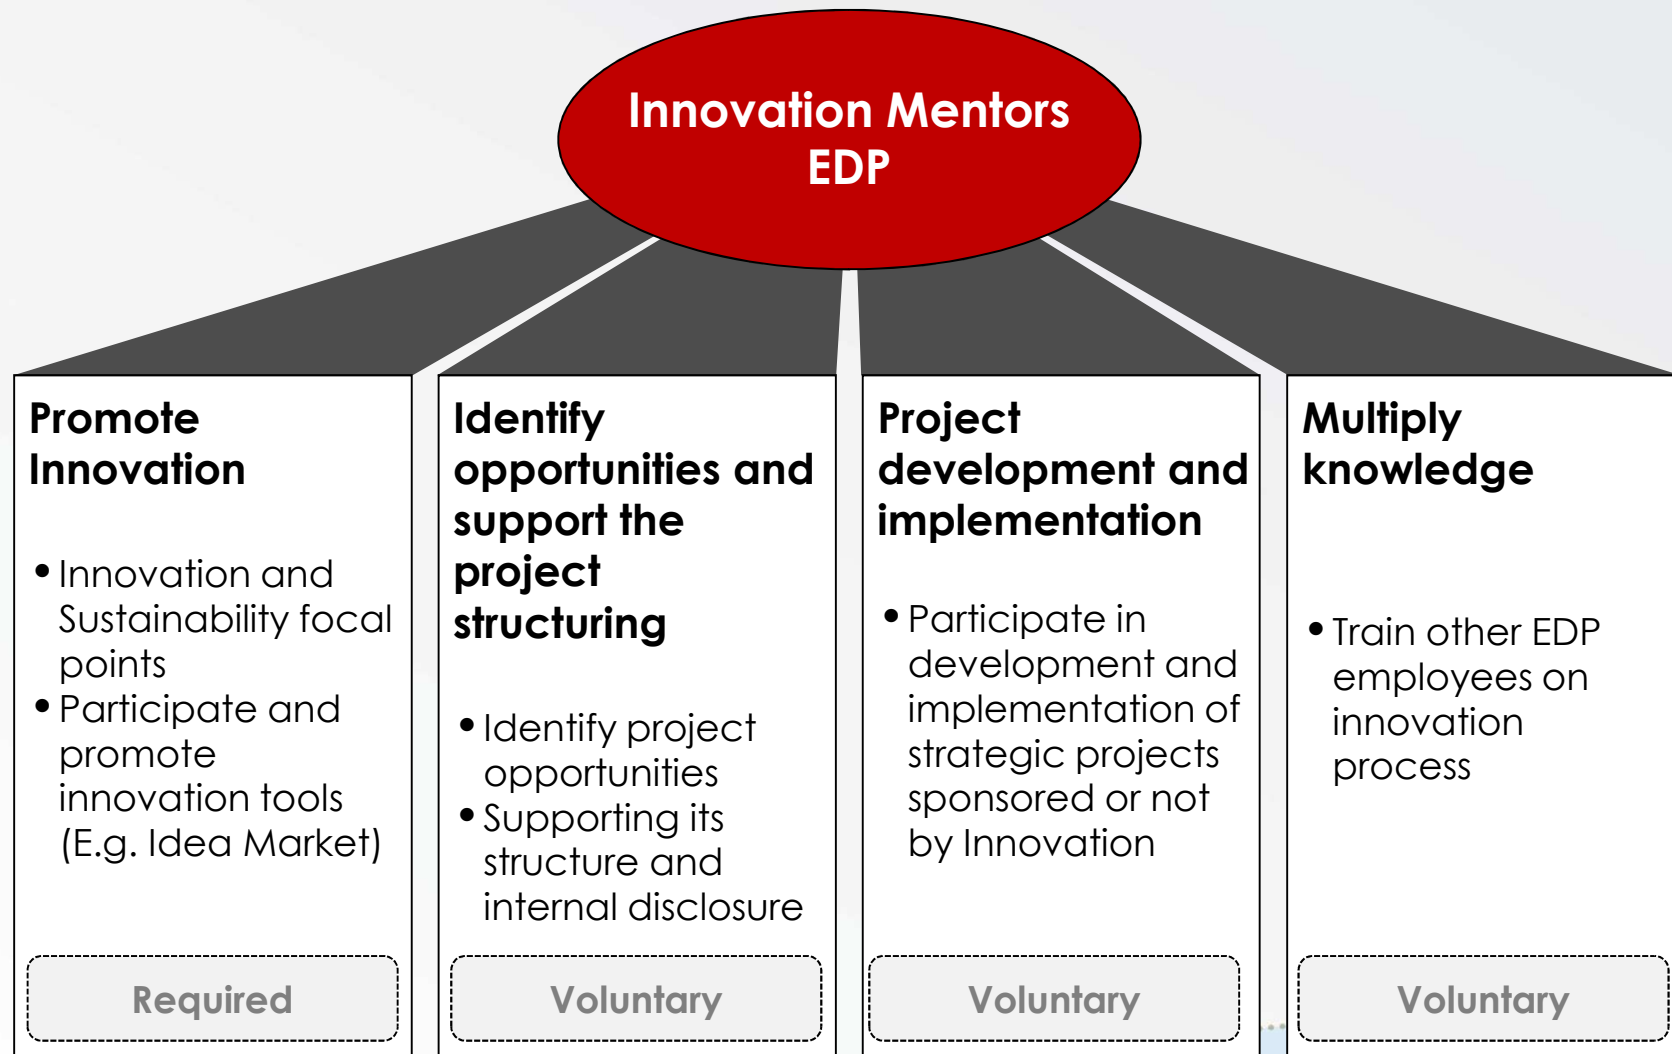 Innovation Mentors
EDP
Promote
Innovation
• Innovation and
Sustainability focal
points
• Participate and
promote
innovation tools
(E.g. Idea Market)
Required
Identify
opportunities and
support the
project
structuring
• Identify project
opportunities
• Supporting its
structure and
internal disclosure
Voluntary
Project
development and
implementation
• Participate in
development and
implementation of
strategic projects
sponsored or not
by Innovation
Voluntary
Multiply
knowledge
• Train other EDP
employees on
innovation
process
Voluntary